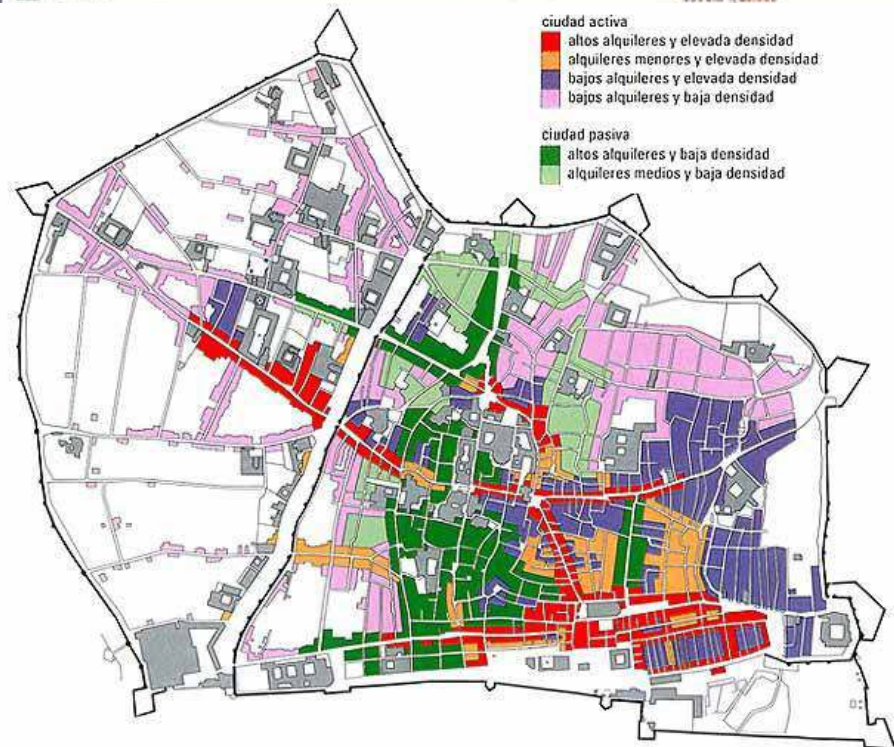 ciudad activa
altos alquileres y elevada densidad
alquileres menores y elevada densidad
bajos alquileres y elevada densidad
bajos alquileres y baja densidad
ciudad pasiva
altos alquileres y baja densidad
alquileres medios y baja densidad